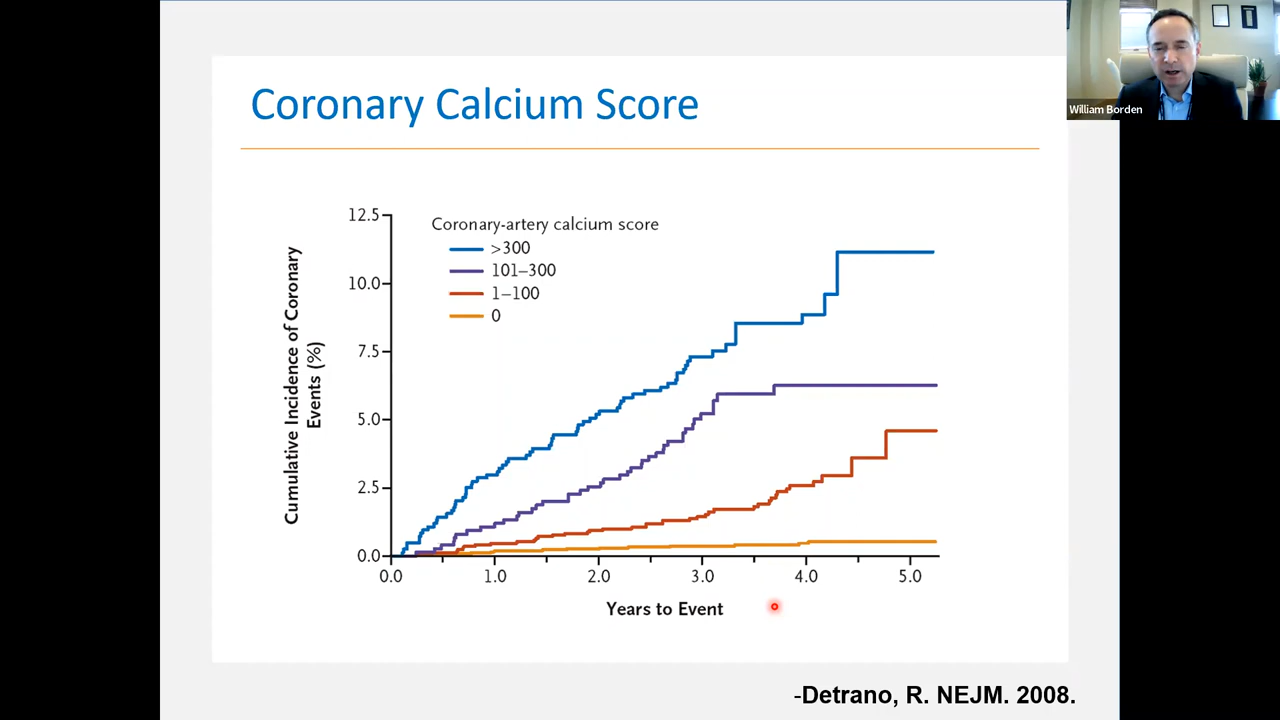 Coronary Calcium Score
William Borden
Coronary-artery calcium score
>300
101–300
1–100
0
Cumulative Incidence of Coronary
Events (%)
12.5
10.0
7.5
5.0
2.5
0.0
0.0 1.0 2.0 3.0 4.0 5.0
Years to Event
-Detrano, R. NEJM. 2008.